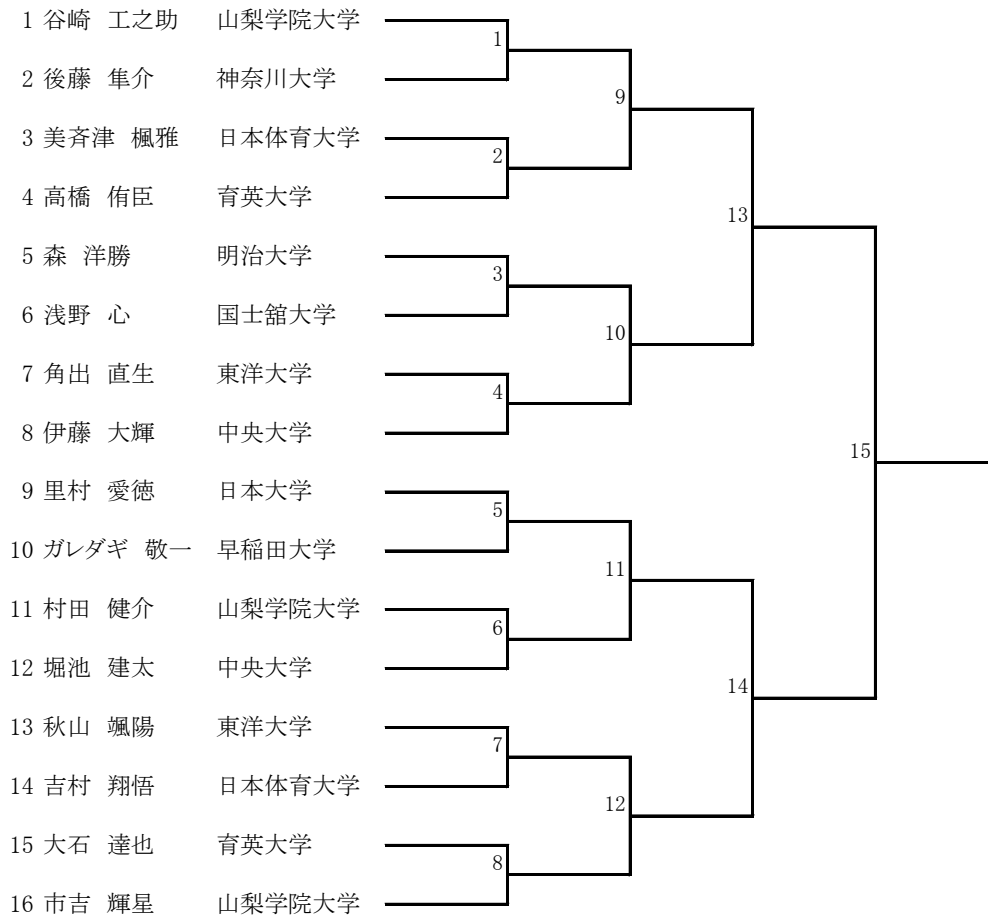 1 谷崎 工之助 山梨学院大学
1
2 後藤 隼介 神奈川大学
9
3 美斉津 楓雅 日本体育大学
2
4 高橋 侑臣 育英大学
13
5 森 洋勝 明治大学
3
6 浅野 心 国士舘大学
10
7 角出 直生 東洋大学
4
8 伊藤 大輝 中央大学
15
9 里村 愛徳 日本大学
5
10 ガレダギ 敬一 早稲田大学
11
11 村田 健介 山梨学院大学
6
12 堀池 建太 中央大学
14
13 秋山 颯陽 東洋大学
7
14 吉村 翔悟 日本体育大学
12
15 大石 達也 育英大学
8
16 市吉 輝星 山梨学院大学